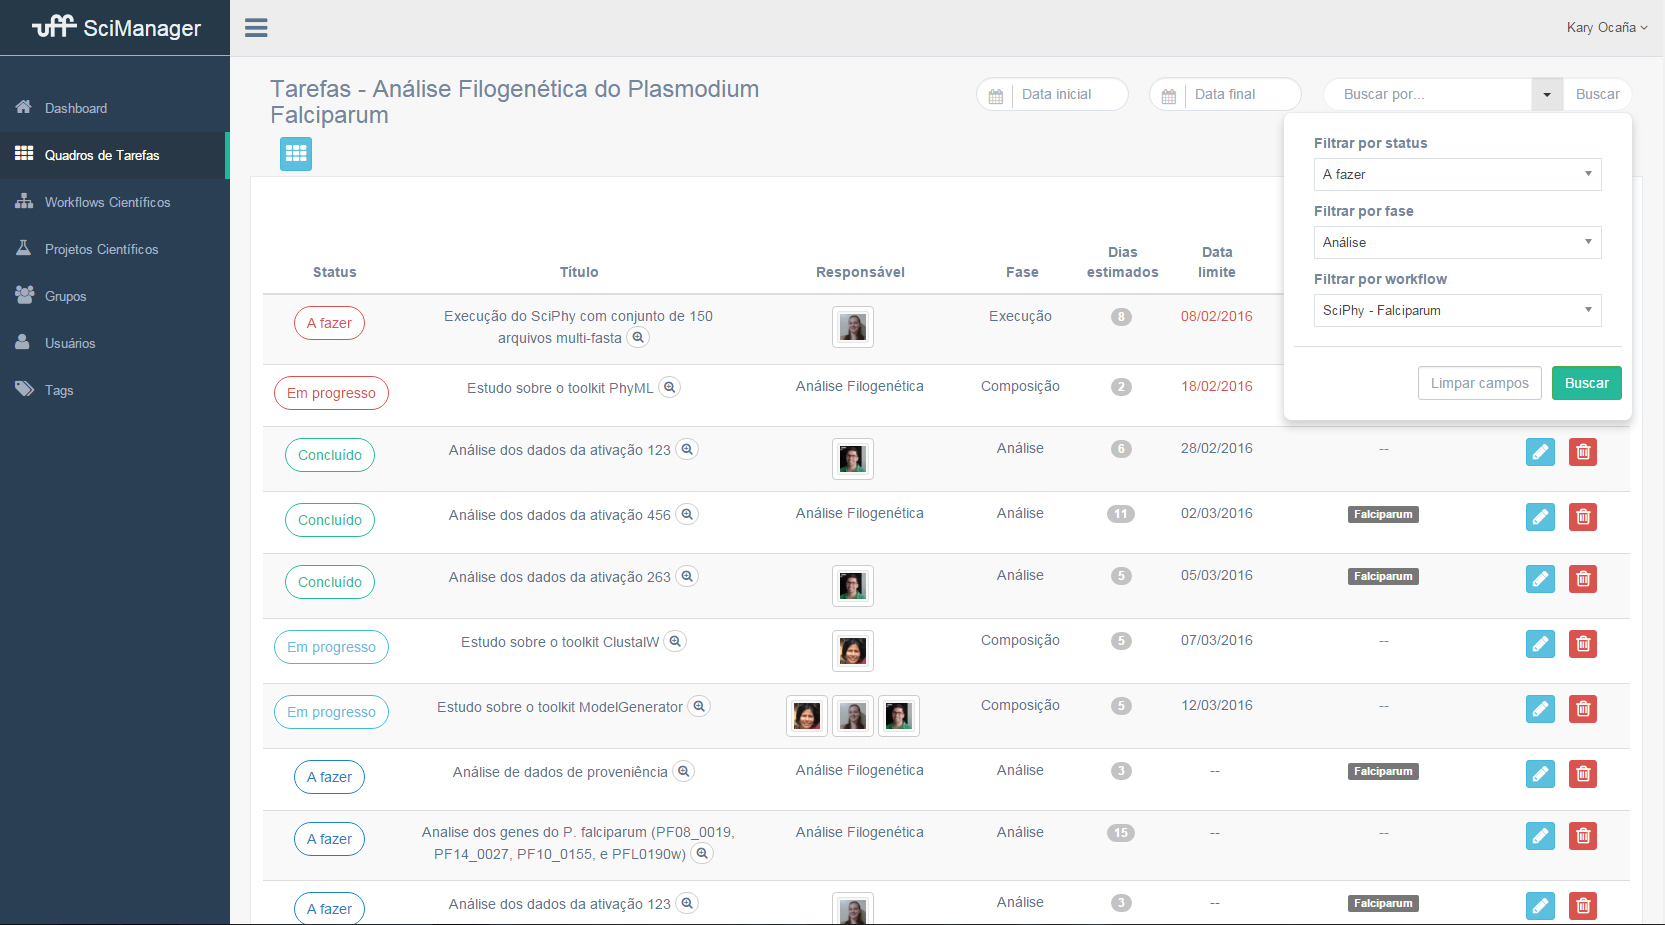 uff SciManager
Kary Ocaña
Dashboard
Quadros de Tarefas
Workflows Científicos
Projetos Científicos
Grupos
Usuários
Tags
Tarefas - Análise Filogenética do Plasmodium
Falciparum
Data inicial
Data final
Buscar por...
Buscar
Filtrar por status
A fazer
Filtrar por fase
Análise
Filtrar por workflow
SciPhy - Falciparum
Limpar campos
Buscar
Status Título Responsável Fase Dias estimados Data limite
A fazer Execução do SciPhy com conjunto de 150 Execução 8 08/02/2016
arquivos multi-fasta
Em progresso Estudo sobre o toolkit PhyML Análise Filogenética Composição 2 18/02/2016
Concluído Análise dos dados da ativação 123 Análise 6 28/02/2016 --
Concluído Análise dos dados da ativação 456 Análise Filogenética Análise 11 02/03/2016 Falciparum
Concluído Análise dos dados da ativação 263 Análise 5 05/03/2016 Falciparum
Em progresso Estudo sobre o toolkit ClustalW Composição 5 07/03/2016 --
Em progresso Estudo sobre o toolkit ModelGenerator Composição 5 12/03/2016 --
A fazer Análise de dados de proveniência Análise Filogenética Análise 3 -- Falciparum
A fazer Analise dos genes do P. falciparum (PF08_0019, Análise Filogenética Análise 15 -- --
PF14_0027, PF10_0155, e PFL0190w)
A fazer Análise dos dados da ativação 123 Análise 3 -- Falciparum